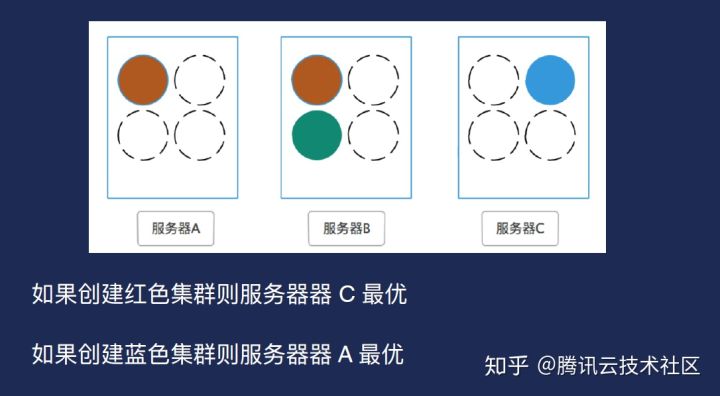 服务器A
服务器B
服务器C
如果创建红色集群则服务器器 C 最优
如果创建蓝色集群则服务器器 A 最优
知乎 @腾讯云技术社区